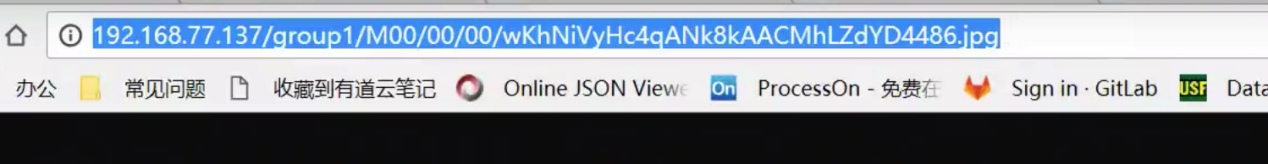 192.168.77.137/group1/M00/00/00/wKhNiVyHc4qANk8kAACMhLZdYD4486.jpg
办公 常见问题 收藏到有道云笔记 Online JSON Viewe On ProcessOn - 免费在 Sign in · GitLab USF Data